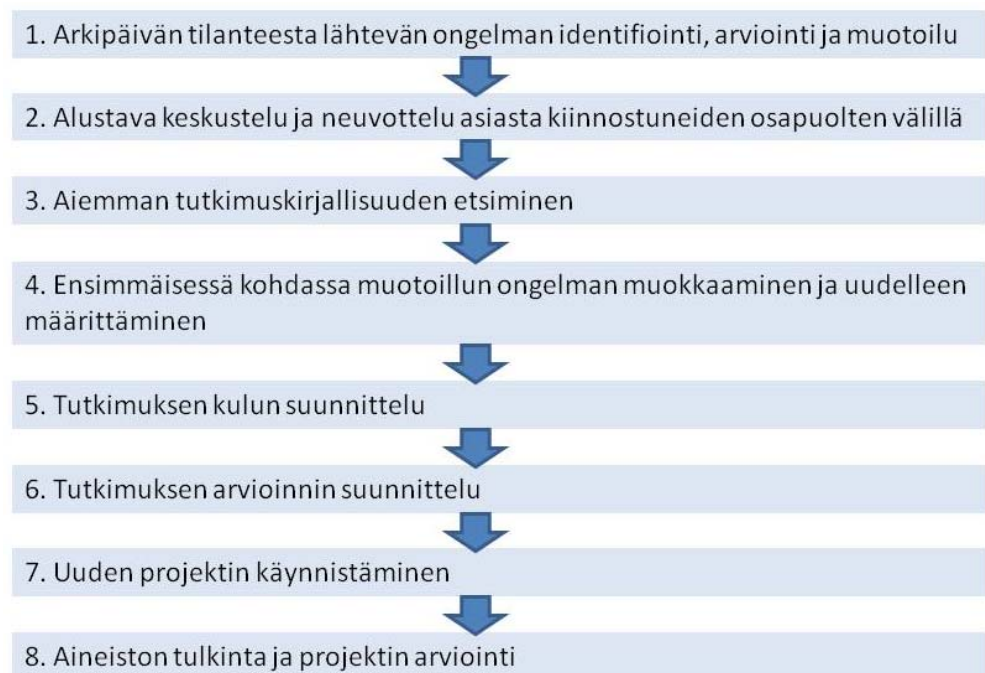 1. Arkipäivän tilanteesta lähtevän ongelman identifiointi, arviointi ja muotoilu
2. Alustava keskustelu ja neuvottelu asiasta kiinnostuneiden osapuolten välillä
3. Aiemman tutkimuskirjallisuuden etsiminen
4. Ensimmäisessä kohdassa muotoillun ongelman muokkaaminen ja uudelleen
määrittäminen
5. Tutkimuksen kulun suunnittelu
6. Tutkimuksen arvioinnin suunnittelu
7. Uuden projektin käynnistäminen
8. Aineiston tulkinta ja projektin arviointi